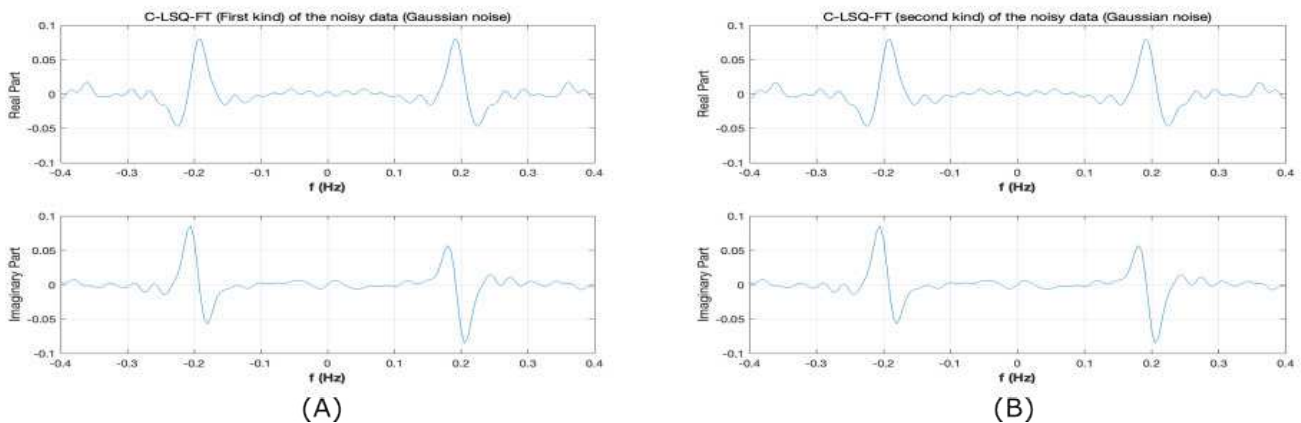 C-LSQ-FT (First kind) of the noisy data (Gaussian noise)
0.1
0.05
0
-0.05
-0.1
Real Part
-0.4 -0.3 -0.2 -0.1 0 0.1 0.2 0.3 0.4
f (Hz)
0.1
0.05
0
-0.05
-0.1
Imaginary Part
-0.4 -0.3 -0.2 -0.1 0 0.1 0.2 0.3 0.4
f (Hz)
(A)
C-LSQ-FT (second kind) of the noisy data (Gaussian noise)
0.1
0.05
0
-0.05
-0.1
Real Part
-0.4 -0.3 -0.2 -0.1 0 0.1 0.2 0.3 0.4
f (Hz)
0.1
0.05
0
-0.05
-0.1
Imaginary Part
-0.4 -0.3 -0.2 -0.1 0 0.1 0.2 0.3 0.4
f (Hz)
(B)